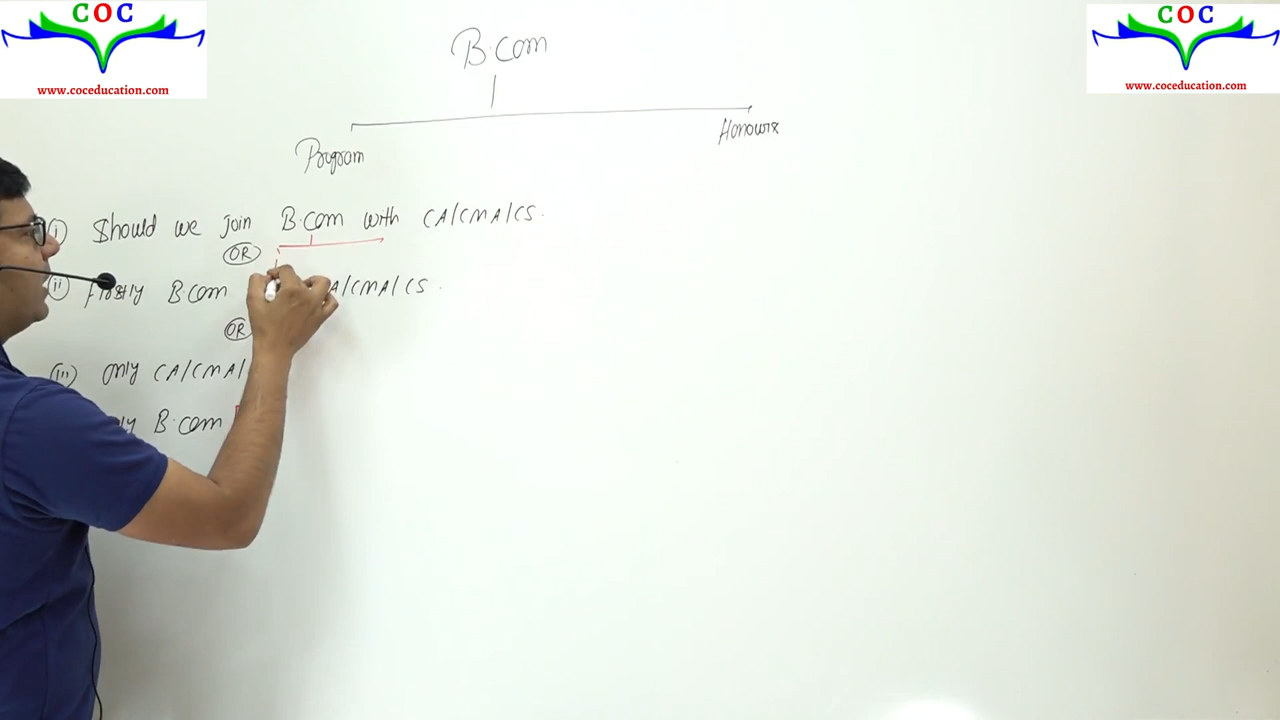 COC
www.coceducation.com
COC
www.coceducation.com
B.Com
Program
Honours
(i) Should we join B.Com with CA/CMA/CS.
OR
(ii) Firstly B.Com A/CMA/CS.
OR
(iii) Only CA/CMA/
B.Com